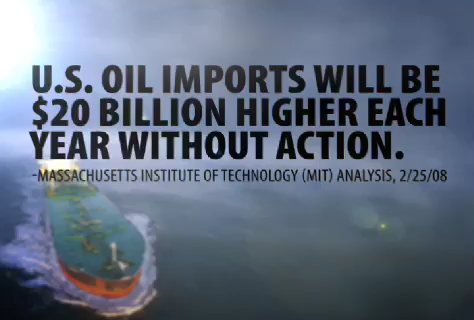 U.S. OIL IMPORTS WILL BE
$20 BILLION HIGHER EACH
YEAR WITHOUT ACTION.
-MASSACHUSETTS INSTITUTE OF TECHNOLOGY (MIT) ANALYSIS, 2/25/08